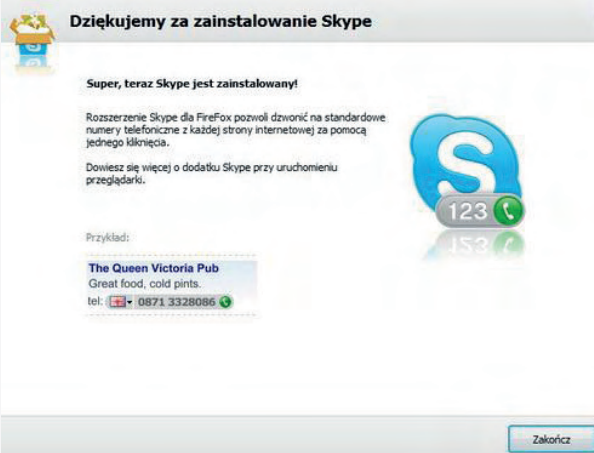 Dziękujemy za zainstalowanie Skype
Super, teraz Skype jest zainstalowany!
Rozszerzenie Skype dla FireFox pozwoli dzwonić na standardowe
numery telefoniczne z każdej strony internetowej za pomocą
jednego kliknięcia.
Dowiesz się więcej o dodatku Skype przy uruchomieniu
przeglądarki.
S
123
Przykład:
The Queen Victoria Pub
Great food, cold pints.
tel: 0871 3328086
Zakończ